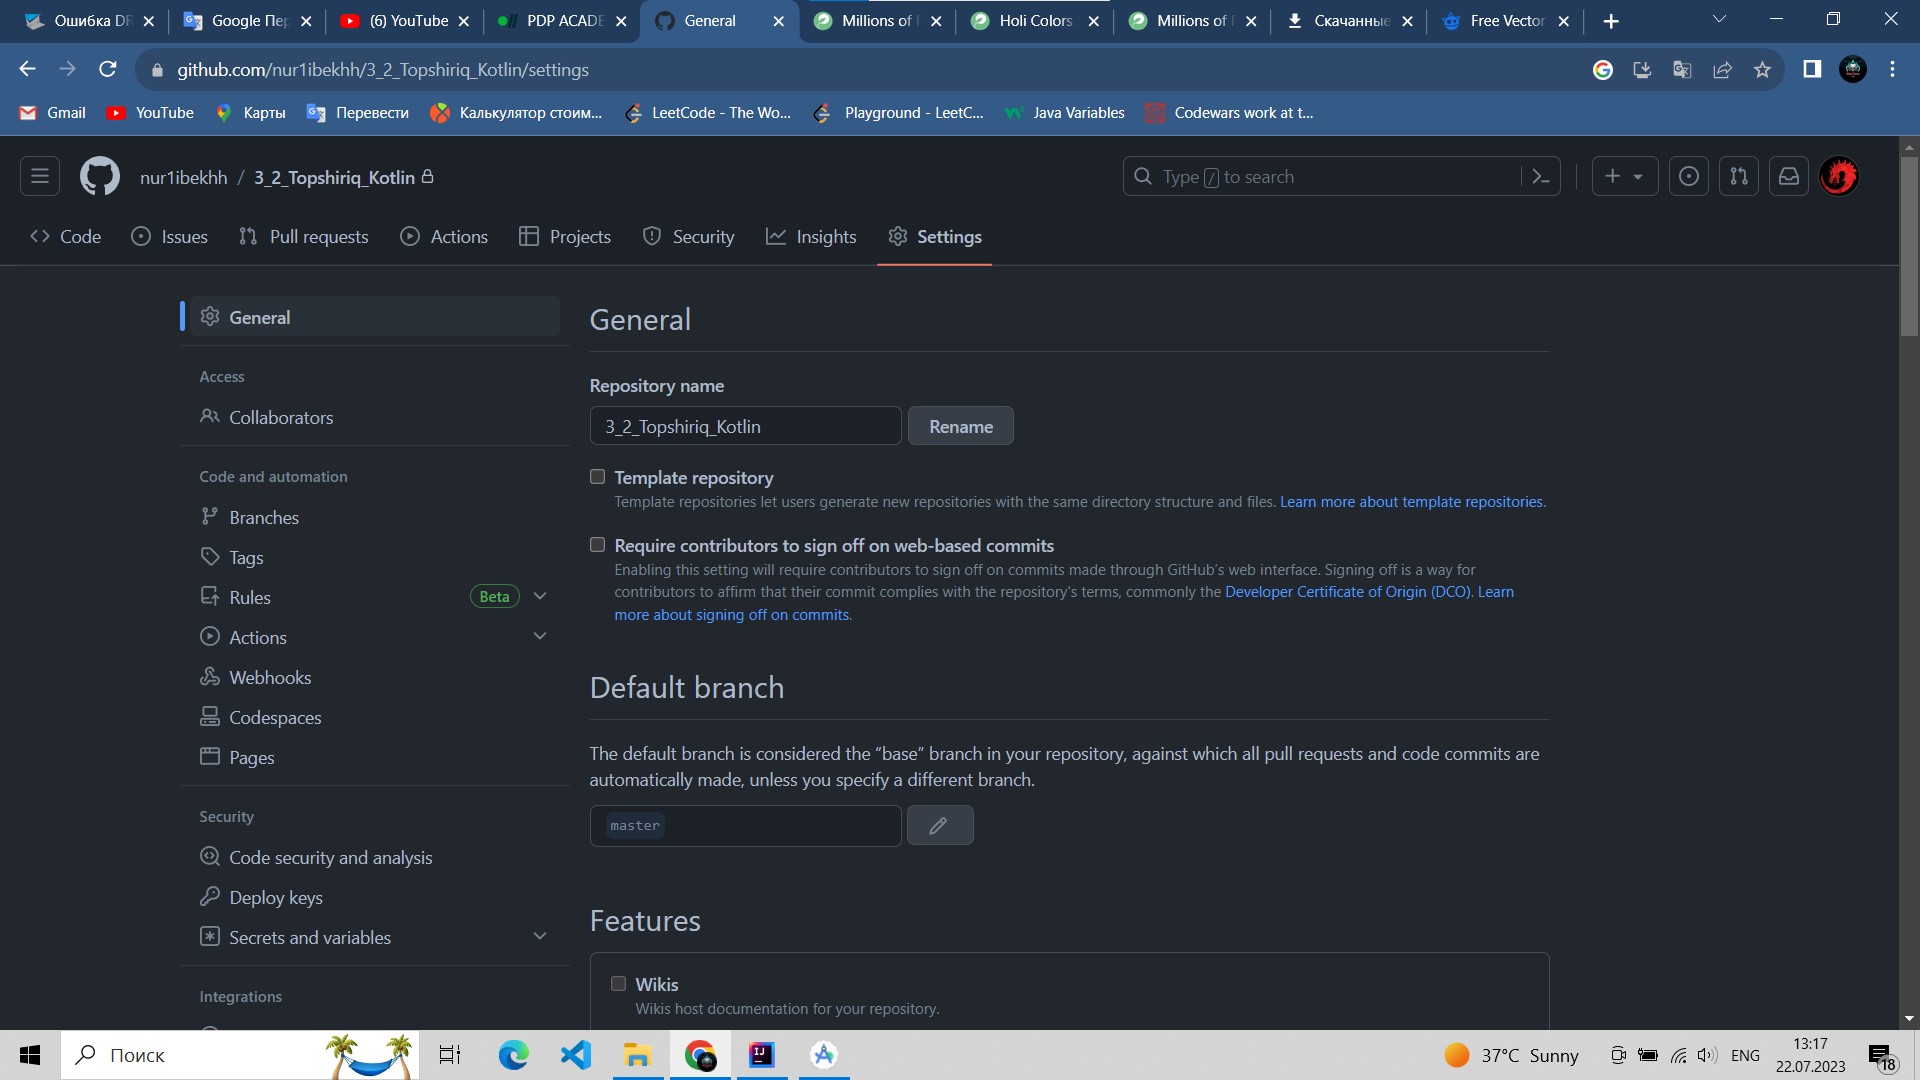 Ошибка DR
Google Пер
(6) YouTube
PDP ACADE
General
Millions of
Holi Colors
Millions of
Скачанные
Free Vector
github.com/nur1ibekhh/3_2_Topshiriq_Kotlin/settings
Gmail
YouTube
Карты
Перевести
Калькулятор стоим...
LeetCode - The Wo...
Playground - LeetC...
Java Variables
Codewars work at t...
nur1ibekhh / 3_2_Topshiriq_Kotlin
Type / to search
Code
Issues
Pull requests
Actions
Projects
Security
Insights
Settings
General
Access
Collaborators
Code and automation
Branches
Tags
Rules Beta
Actions
Webhooks
Codespaces
Pages
Security
Code security and analysis
Deploy keys
Secrets and variables
Integrations
General
Repository name
3_2_Topshiriq_Kotlin
Rename
Template repository
Template repositories let users generate new repositories with the same directory structure and files. Learn more about template repositories.
Require contributors to sign off on web-based commits
Enabling this setting will require contributors to sign off on commits made through GitHub's web interface. Signing off is a way for
contributors to affirm that their commit complies with the repository's terms, commonly the Developer Certificate of Origin (DCO). Learn
more about signing off on commits.
Default branch
The default branch is considered the “base” branch in your repository, against which all pull requests and code commits are
automatically made, unless you specify a different branch.
master
Features
Wikis
Wikis host documentation for your repository.
Поиск
37°C Sunny
ENG
13:17
22.07.2023
18